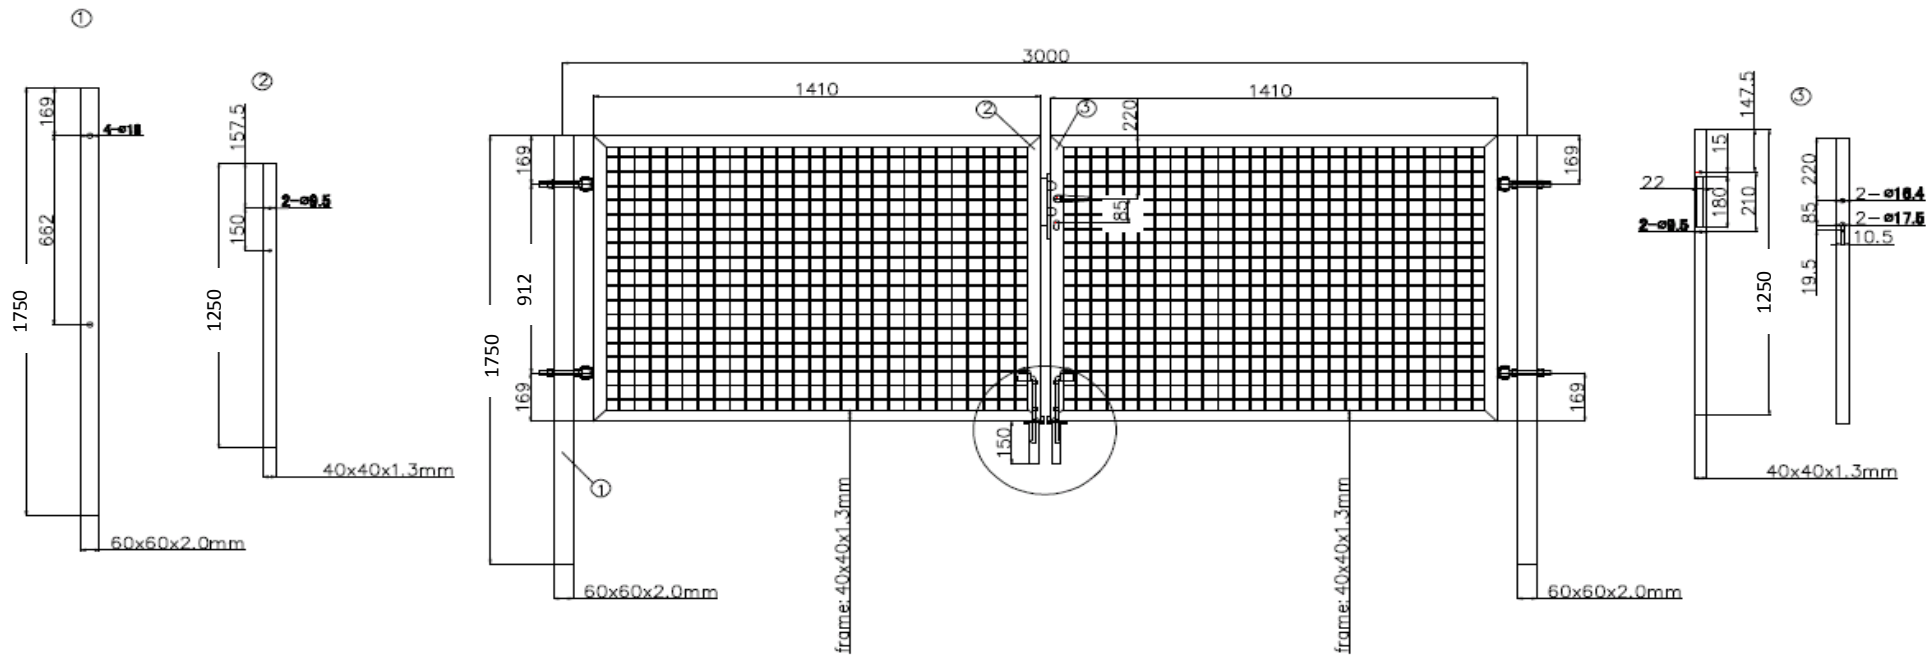 ①
169
4-ø18
662
1750
60x60x2.0mm
②
157.5
2-ø9.5
150
1250
40x40x1.3mm
3000
1410
1410
②
③
220
169
169
85
912
1750
169
169
150
①
60x60x2.0mm
frame: 40x40x1.3mm
frame: 40x40x1.3mm
60x60x2.0mm
147.5
15
22
180
210
2-ø9.5
1250
40x40x1.3mm
③
220
2-ø16.4
85
2-ø17.5
10.5
19.5